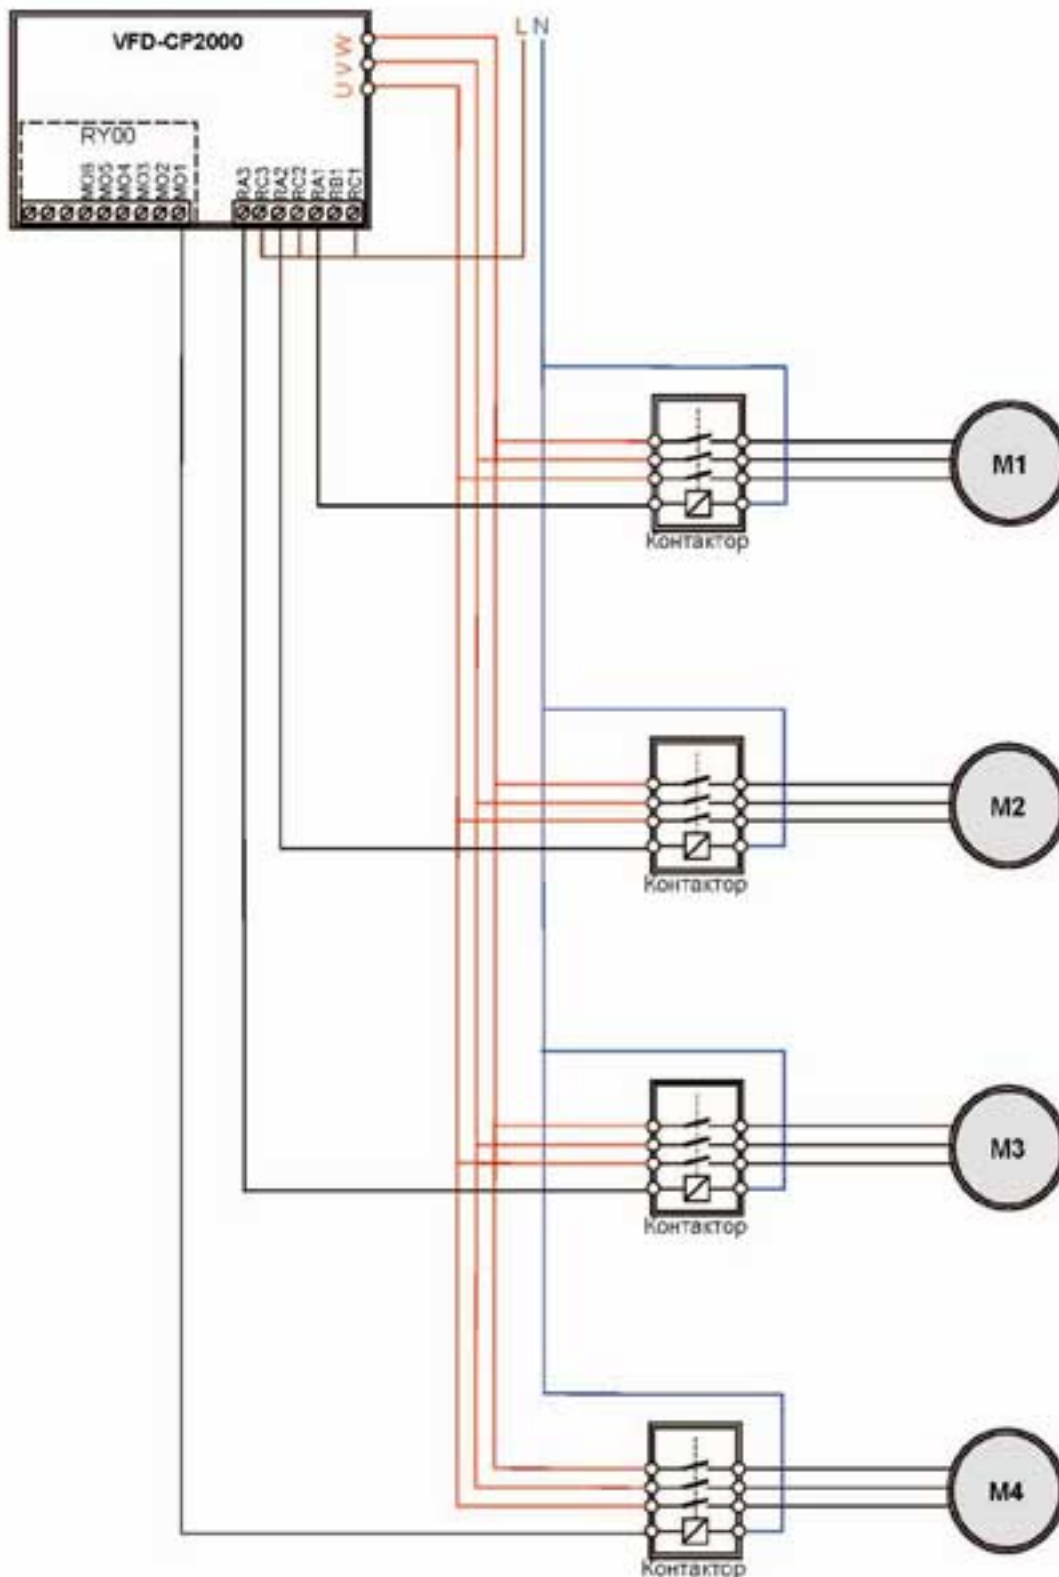 VFD-CP2000
W
V
U
L N
RY00
MO6
MO5
MO4
MO3
MO2
MO1
RA3
RC3
RA2
RC2
RA1
RB1
RC1
M1
Контактор
M2
Контактор
M3
Контактор
M4
Контактор